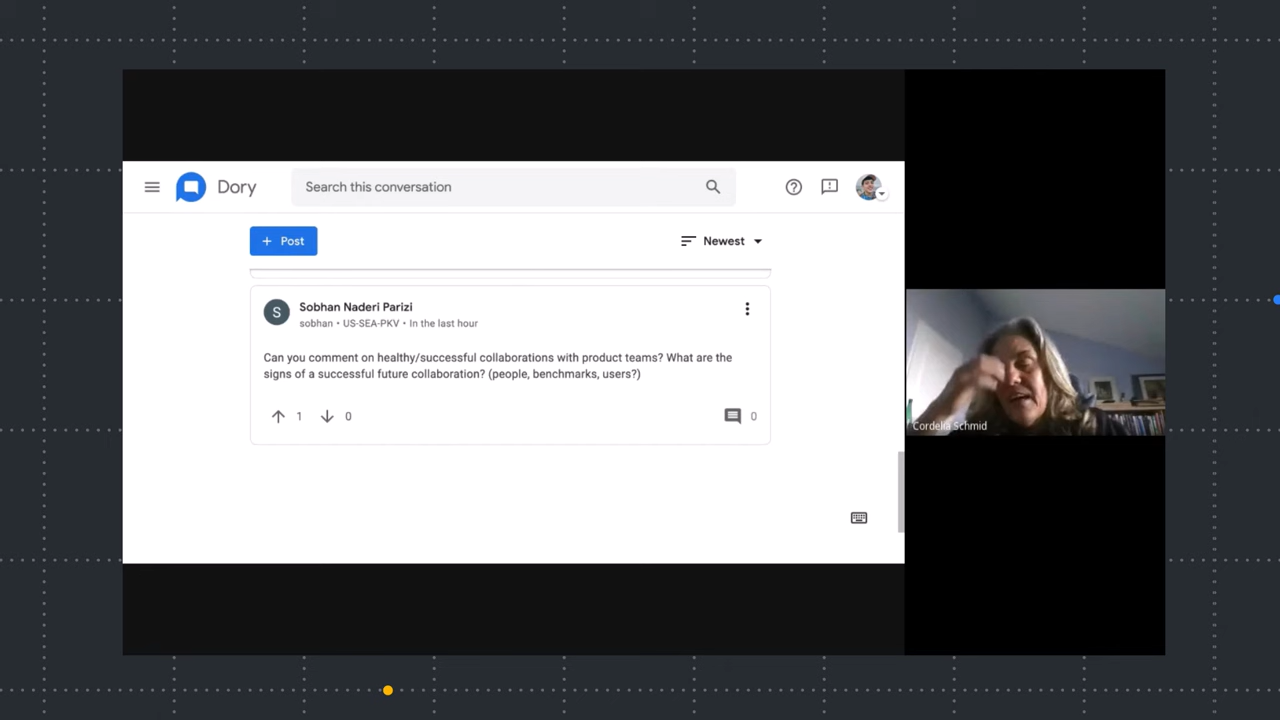 Dory
Search this conversation
+ Post
Newest
S
Sobhan Naderi Parizi
sobhan • US-SEA-PKV • In the last hour
Can you comment on healthy/successful collaborations with product teams? What are the
signs of a successful future collaboration? (people, benchmarks, users?)
1 0 0
Cordelia Schmid